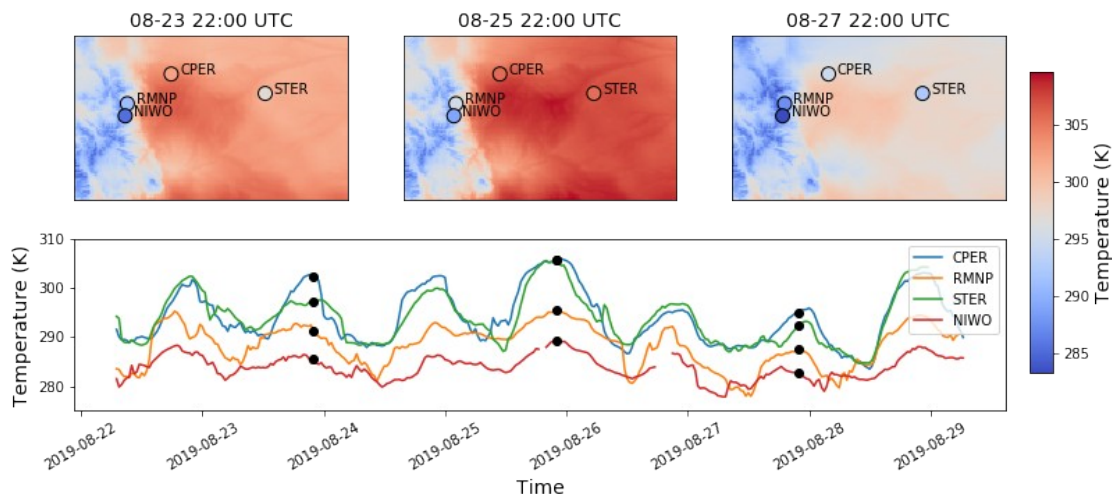 08-23 22:00 UTC
08-25 22:00 UTC
08-27 22:00 UTC
CPER
STER
RMNP
NIWO
CPER
STER
RMNP
NIWO
CPER
STER
RMNP
NIWO
305
300
295
290
285
Temperature (K)
310
300
290
280
Temperature (K)
CPER
RMNP
STER
NIWO
2019-08-22
2019-08-23
2019-08-24
2019-08-25
2019-08-26
2019-08-27
2019-08-28
2019-08-29
Time